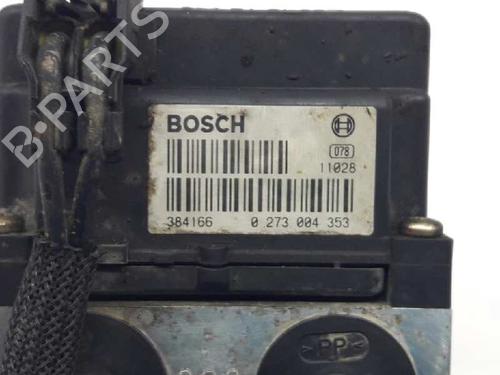 B-PARTS
BOSCH
078
11028
384166 0 273 004 353
>PP<